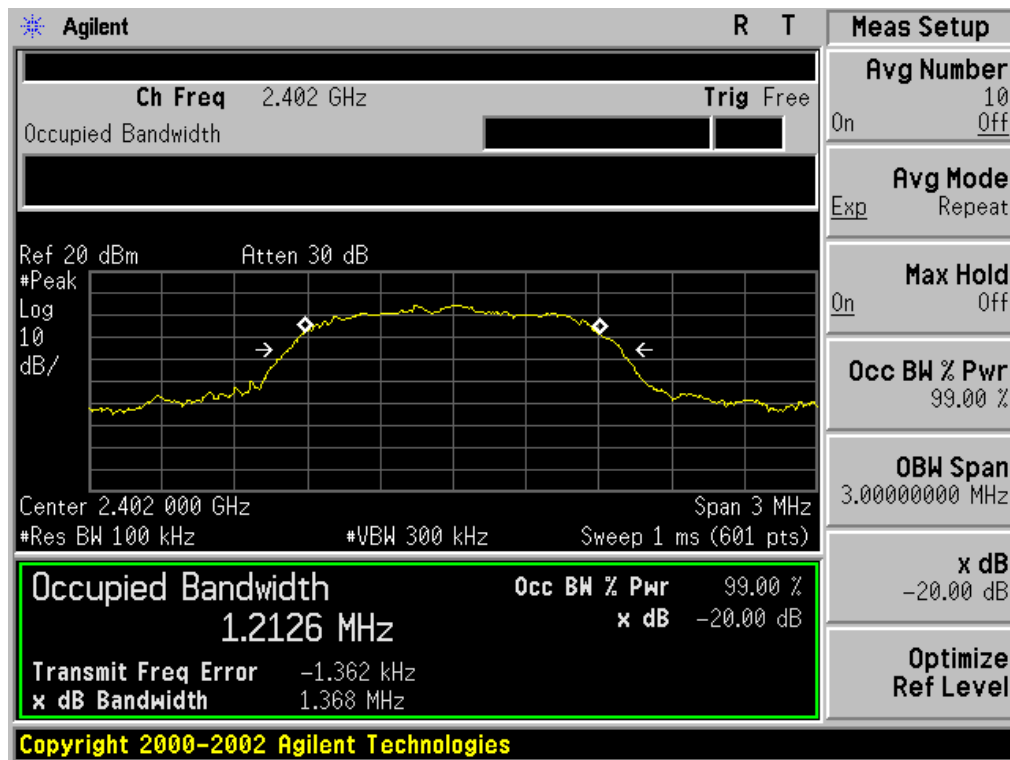 Agilent R T
Meas Setup
Ch Freq 2.402 GHz Trig Free
Occupied Bandwidth
Ref 20 dBm Atten 30 dB
#Peak
Log
10
dB/
Center 2.402 000 GHz Span 3 MHz
#Res BW 100 kHz #VBW 300 kHz Sweep 1 ms (601 pts)
Occupied Bandwidth
1.2126 MHz
Occ BW % Pwr 99.00 %
x dB -20.00 dB
Transmit Freq Error -1.362 kHz
x dB Bandwidth 1.368 MHz
Avg Number
10
On Off
Avg Mode
Exp Repeat
Max Hold
On Off
Occ BW % Pwr
99.00 %
OBW Span
3.00000000 MHz
x dB
-20.00 dB
Optimize
Ref Level
Copyright 2000-2002 Agilent Technologies